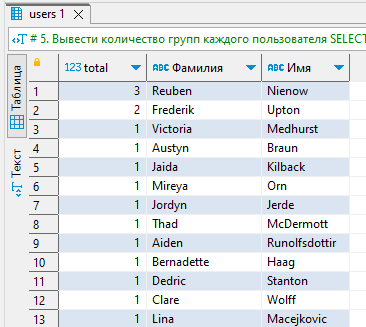 users 1
# 5. Вывести количество групп каждого пользователя SELECT
Таблица
Текст
123 total ABC Фамилия ABC Имя
1 3 Reuben Nienow
2 2 Frederik Upton
3 1 Victoria Medhurst
4 1 Austyn Braun
5 1 Jaida Kilback
6 1 Mireya Orn
7 1 Jordyn Jerde
8 1 Thad McDermott
9 1 Aiden Runolfsdottir
10 1 Bernadette Haag
11 1 Dedric Stanton
12 1 Clare Wolff
13 1 Lina Macejkovic